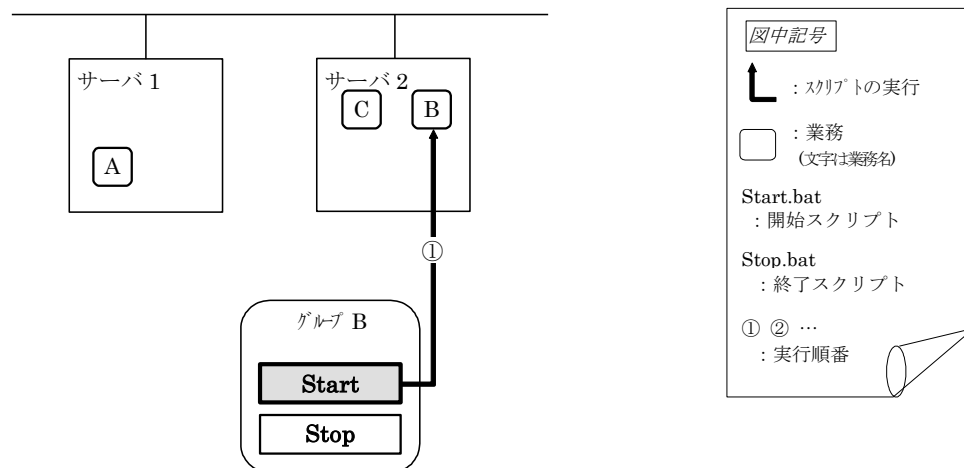 サーバ 1
サーバ 2
C
B
A
①
グループ B
Start
Stop
図中記号
：スクリプトの実行
：業務
(文字は業務名)
Start.bat
：開始スクリプト
Stop.bat
：終了スクリプト
① ② …
：実行順番